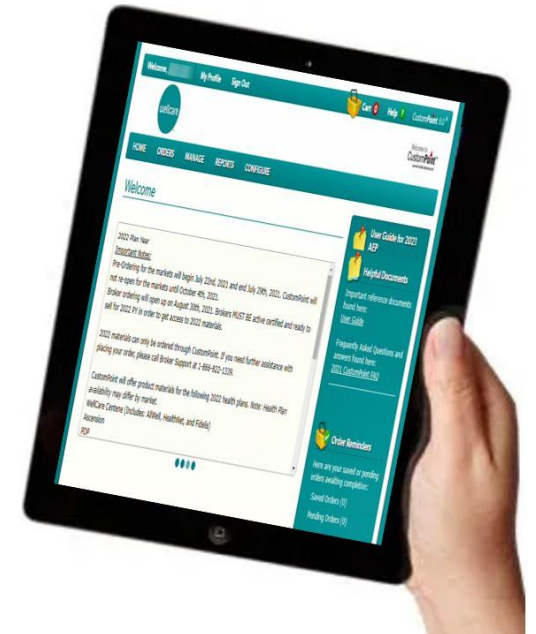 Welcome,
My Profile
Sign Out
Cart 0
Help ?
CustomPoint 8.0
wellcare
Welcome to
CustomPoint
HOME ORDERS MANAGE REPORTS CONFIGURE
Welcome
2022 Plan Year
Important Notes:
Pre-Ordering for the markets will begin July 22nd, 2021 and end July 29th, 2021. CustomPoint will
not re-open for the markets until October 4th, 2021.
Broker ordering will open up on August 30th, 2021. Brokers MUST BE active certified and ready to
sell for 2022 PY in order to get access to 2022 materials.
2022 materials can only be ordered through CustomPoint. If you need further assistance with
placing your order, please call Broker Support at 1-866-822-1339.
CustomPoint will offer product materials for the following 2022 health plans. Note: Health Plan
availability may differ by market.
WellCare Centene (Includes: AllWell, HealthNet, and Fidelis)
Ascension
PDP
User Guide for 2021
AEP
Helpful Documents
Important reference documents
found here:
User Guide
Frequently Asked Questions and
answers found here:
2021 CustomPoint FAQ
Order Reminders
Here are your saved or pending
orders awaiting completion:
Saved Orders (0)
Pending Orders (0)